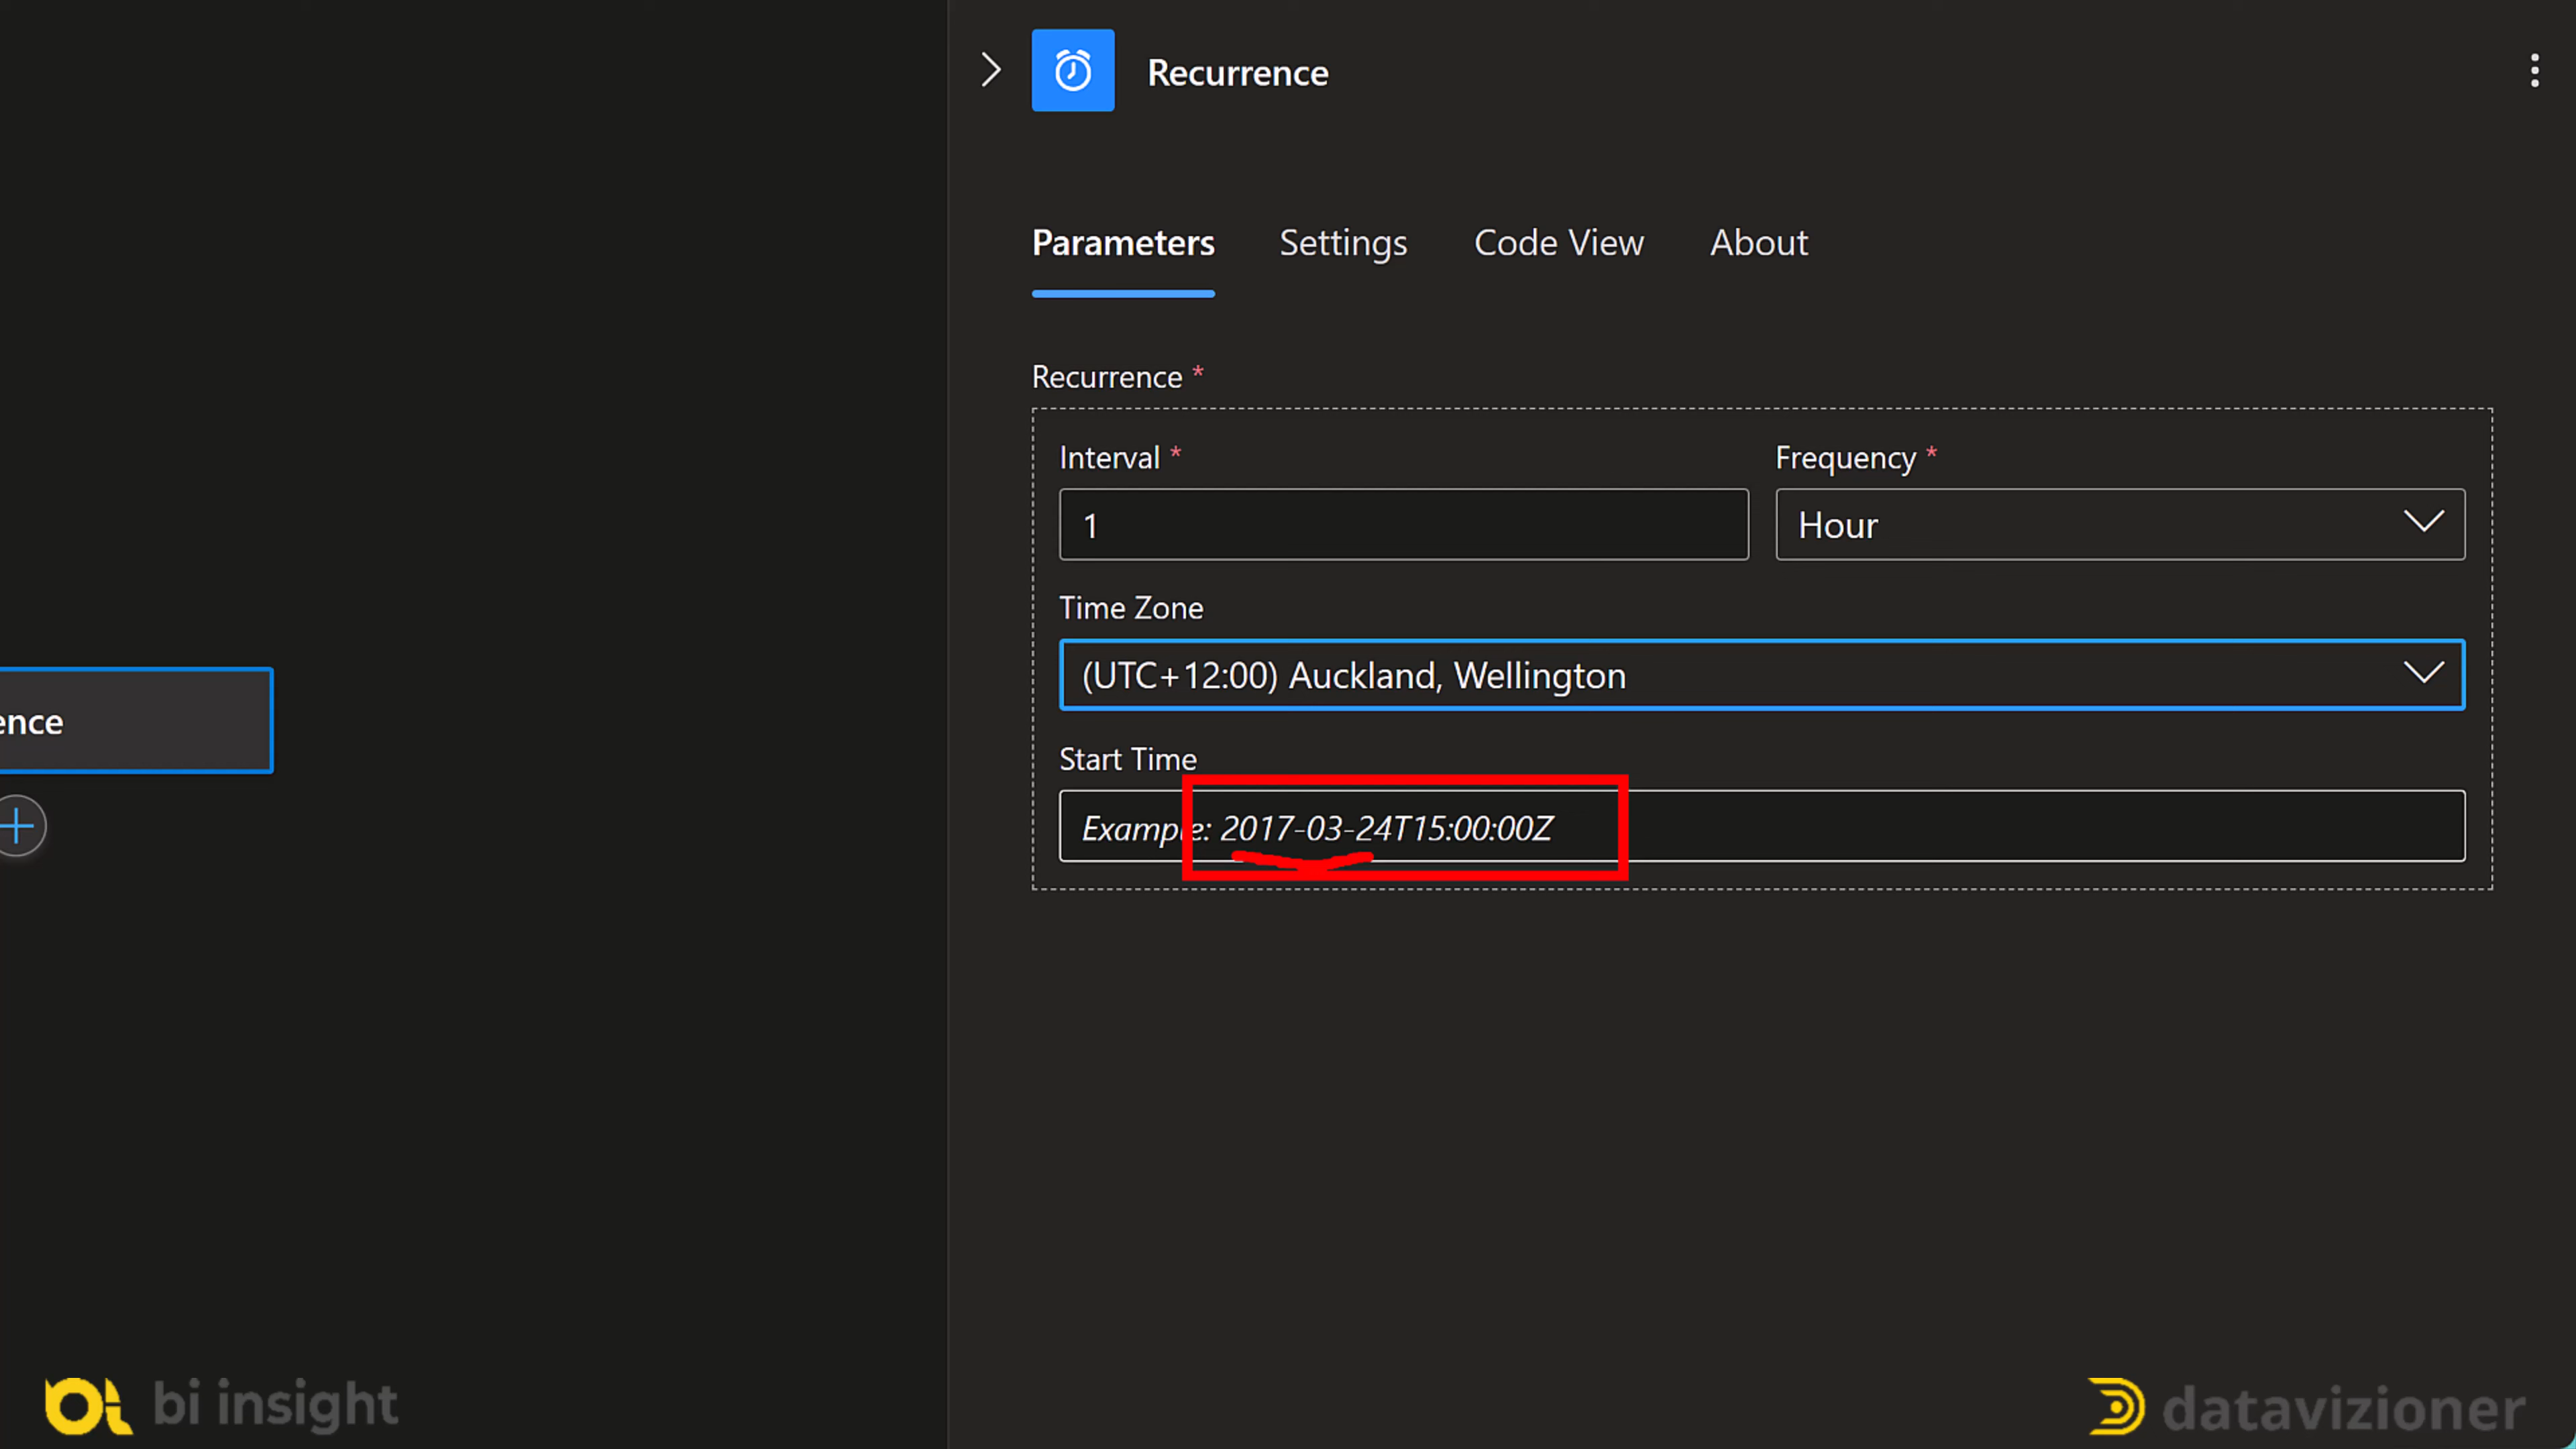 Recurrence
Parameters Settings Code View About
Recurrence *
Interval * Frequency *
1 Hour
Time Zone
(UTC+12:00) Auckland, Wellington
ence
Start Time
Example: 2017-03-24T15:00:00Z
bi insight datavizioner